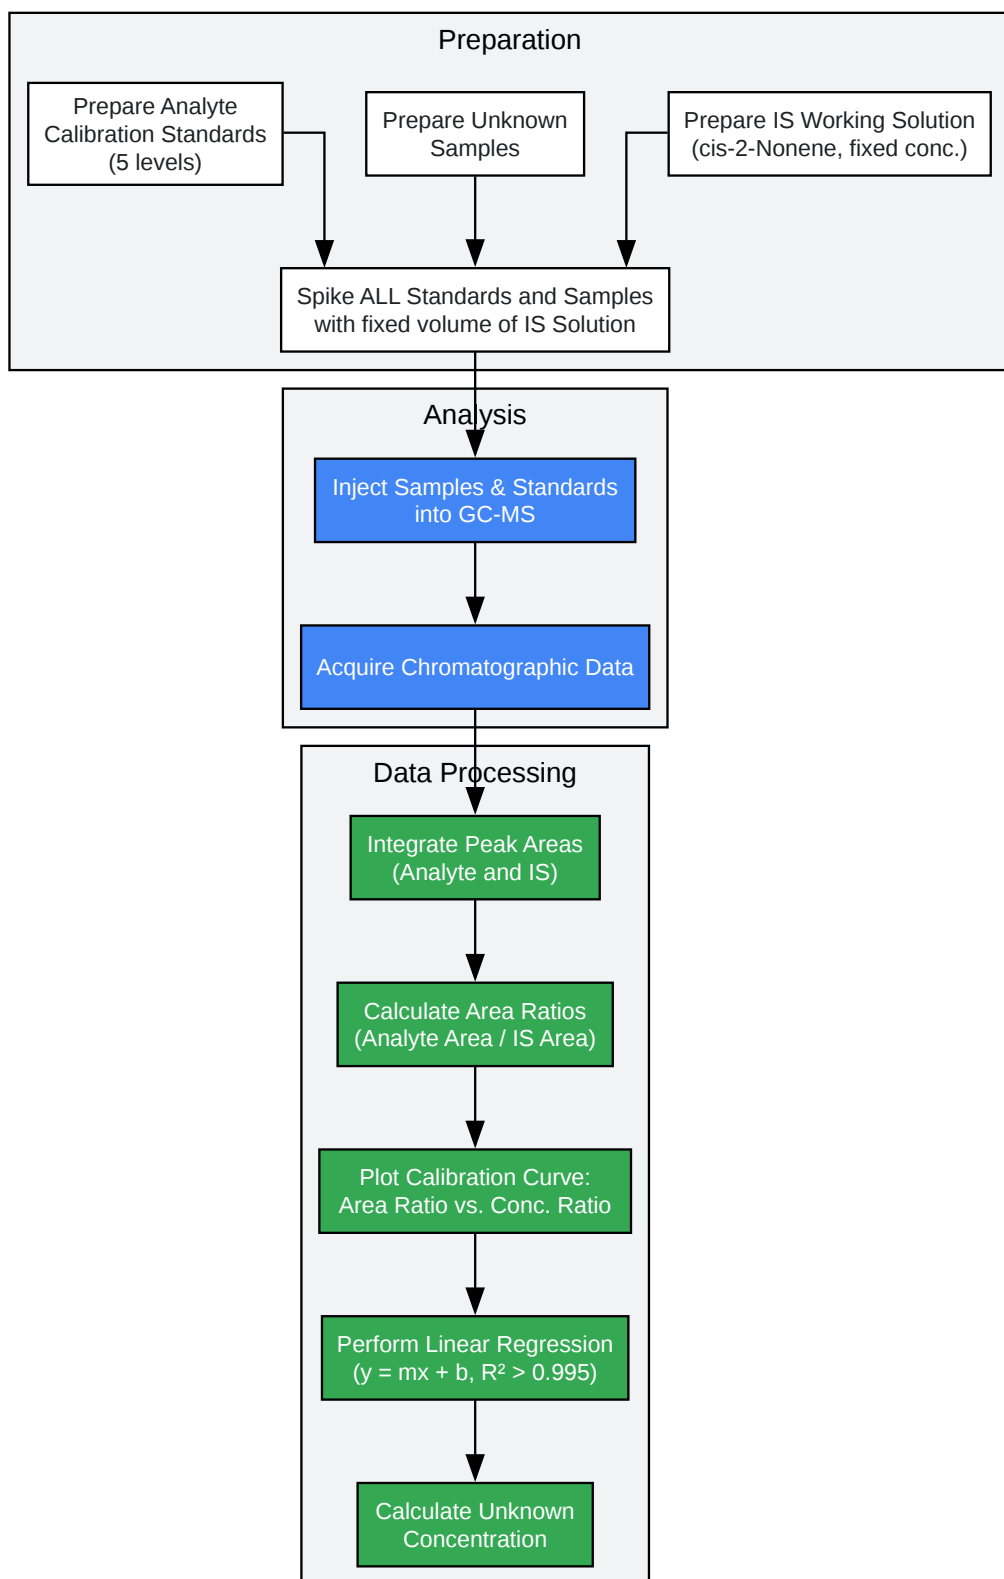 Preparation
Prepare Analyte
Calibration Standards
(5 levels)
Prepare Unknown
Samples
Prepare IS Working Solution
(cis-2-Nonene, fixed conc.)
Spike ALL Standards and Samples
with fixed volume of IS Solution
Analysis
Inject Samples & Standards
into GC-MS
Acquire Chromatographic Data
Data Processing
Integrate Peak Areas
(Analyte and IS)
Calculate Area Ratios
(Analyte Area / IS Area)
Plot Calibration Curve:
Area Ratio vs. Conc. Ratio
Perform Linear Regression
(y = mx + b, R² > 0.995)
Calculate Unknown
Concentration